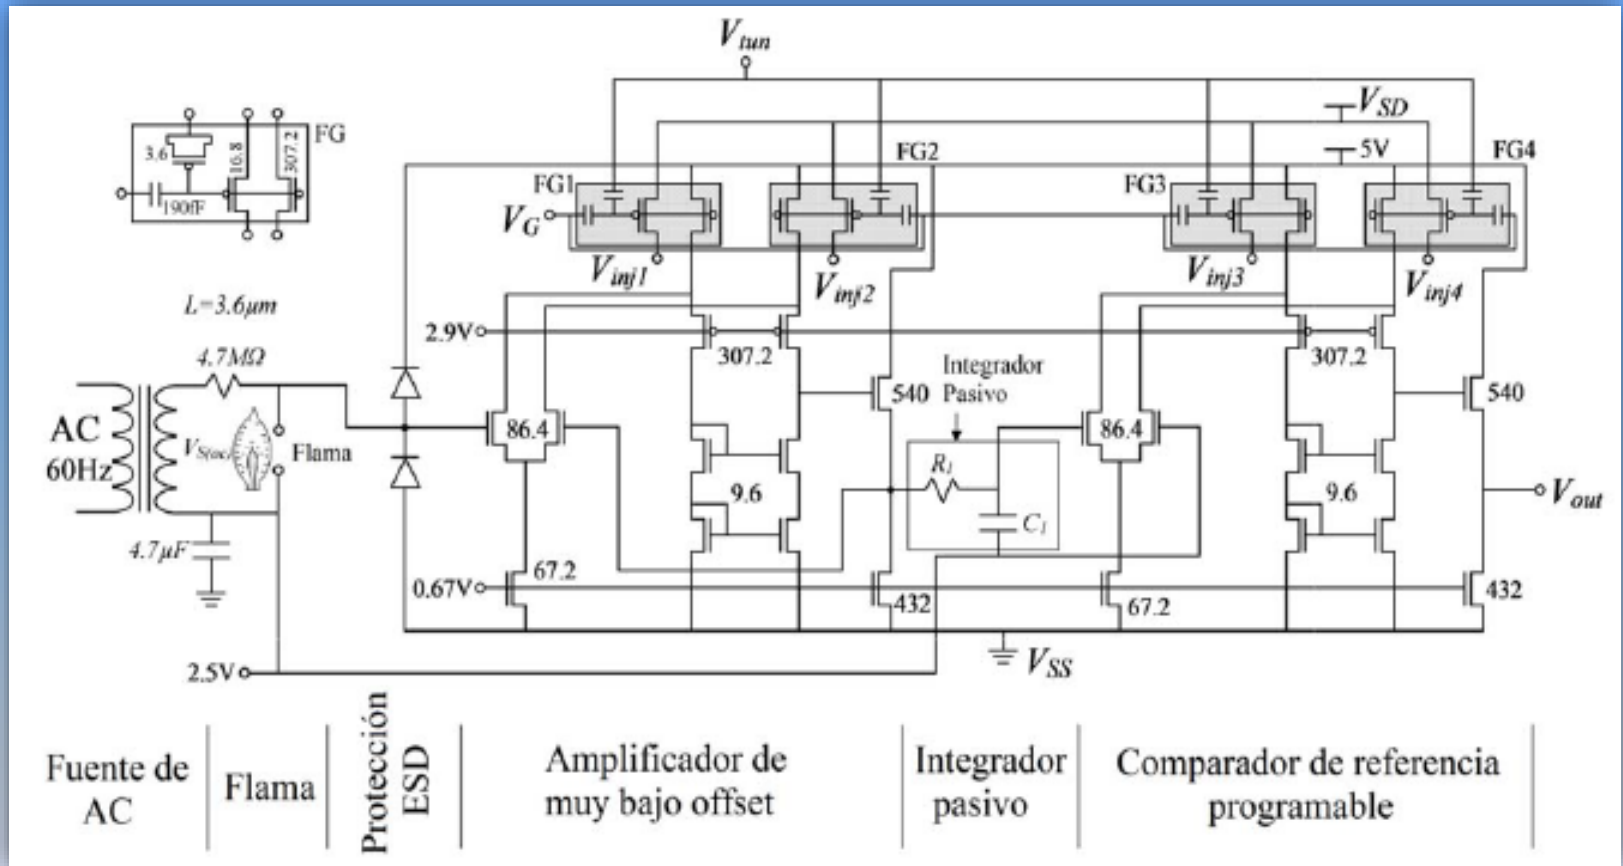 V_tun
V_SD
5V
FG
3.6
16.8
307.2
190fF
FG1
FG2
FG3
FG4
V_G
V_inj1
V_inj2
V_inj3
V_inj4
L=3.6μm
2.9V
307.2
307.2
4.7MΩ
Integrador
Pasivo
540
540
AC
60Hz
V_S(ac)
Flama
86.4
86.4
R_1
9.6
9.6
V_out
C_1
4.7μF
67.2
0.67V
432
67.2
432
2.5V
V_SS
Fuente de
AC
Flama
Protección
ESD
Amplificador de
muy bajo offset
Integrador
pasivo
Comparador de referencia
programable